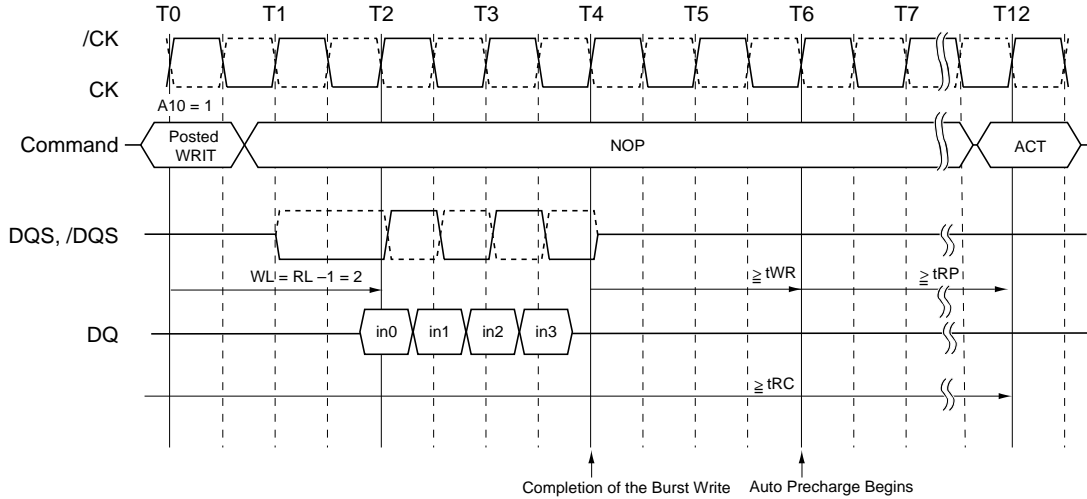 T0 T1 T2 T3 T4 T5 T6 T7 T12
/CK
CK
A10 = 1
Command
Posted
WRIT
NOP
ACT
DQS, /DQS
WL = RL –1 = 2
≧ tWR
≧ tRP
DQ
in0 in1 in2 in3
≧ tRC
Completion of the Burst Write
Auto Precharge Begins